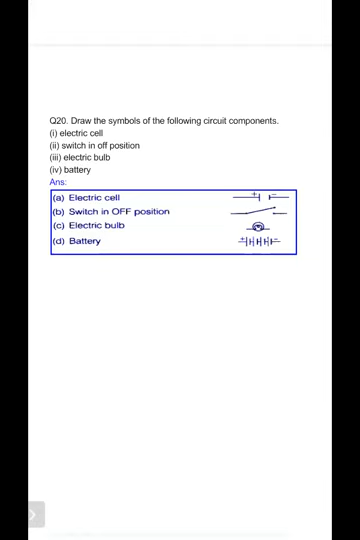 Q20. Draw the symbols of the following circuit components.
(i) electric cell
(ii) switch in off position
(iii) electric bulb
(iv) battery
Ans:
(a) Electric cell + −
(b) Switch in OFF position
(c) Electric bulb
(d) Battery + −